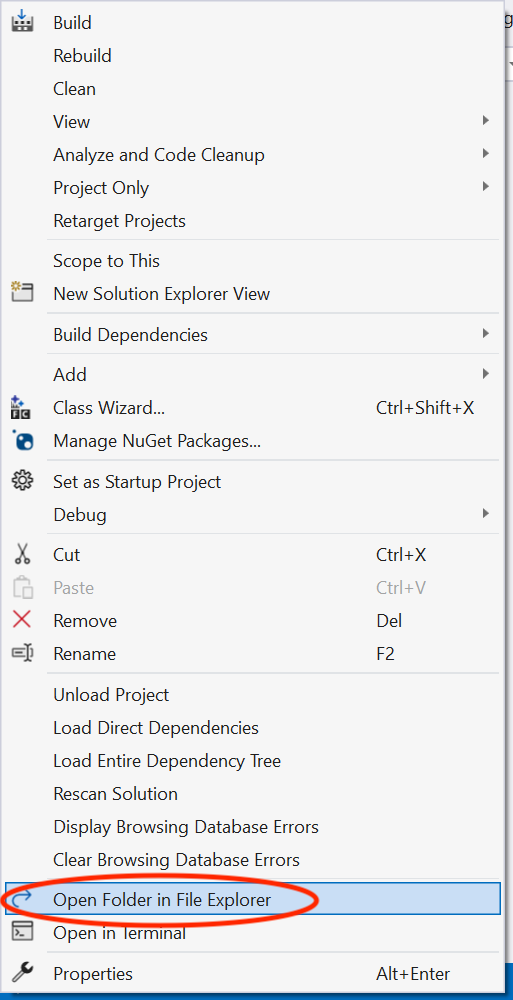 Build
Rebuild
Clean
View
Analyze and Code Cleanup
Project Only
Retarget Projects
Scope to This
New Solution Explorer View
Build Dependencies
Add
Class Wizard... Ctrl+Shift+X
Manage NuGet Packages...
Set as Startup Project
Debug
Cut Ctrl+X
Paste Ctrl+V
Remove Del
Rename F2
Unload Project
Load Direct Dependencies
Load Entire Dependency Tree
Rescan Solution
Display Browsing Database Errors
Clear Browsing Database Errors
Open Folder in File Explorer
Open in Terminal
Properties Alt+Enter